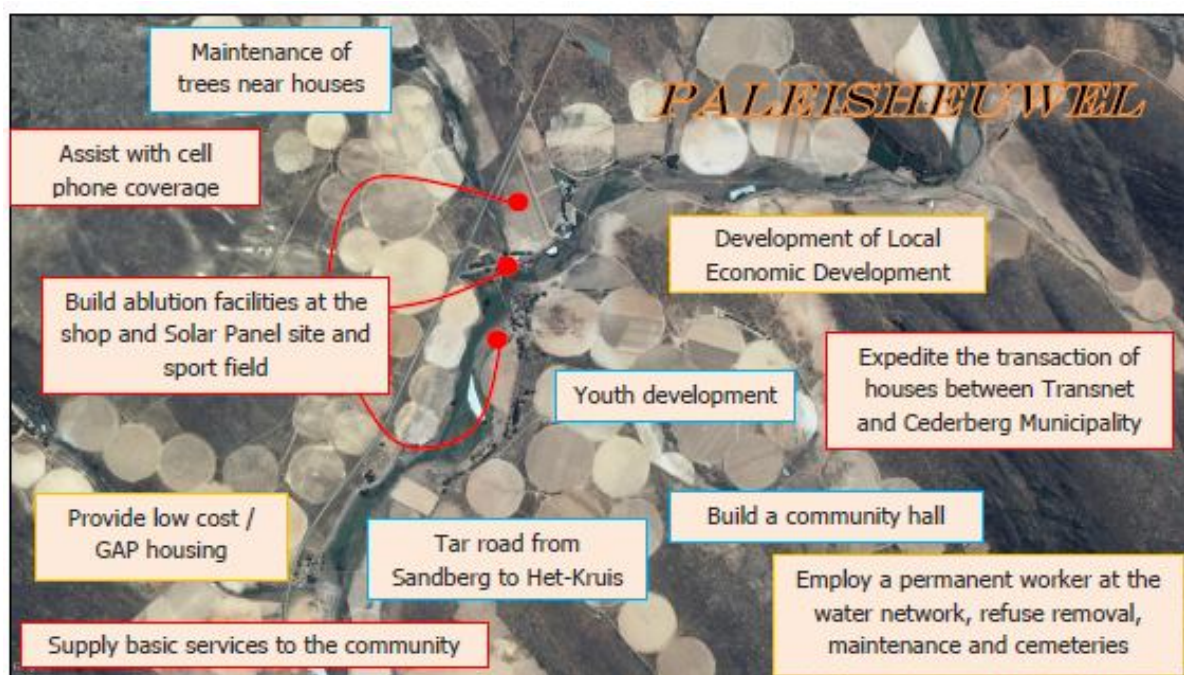 Maintenance of
trees near houses
PALEISHEUWEL
Assist with cell
phone coverage
Development of Local
Economic Development
Build ablution facilities at the
shop and Solar Panel site and
sport field
Expedite the transaction of
houses between Transnet
and Cederberg Municipality
Youth development
Provide low cost /
GAP housing
Build a community hall
Tar road from
Sandberg to Het-Kruis
Employ a permanent worker at the
water network, refuse removal,
maintenance and cemeteries
Supply basic services to the community